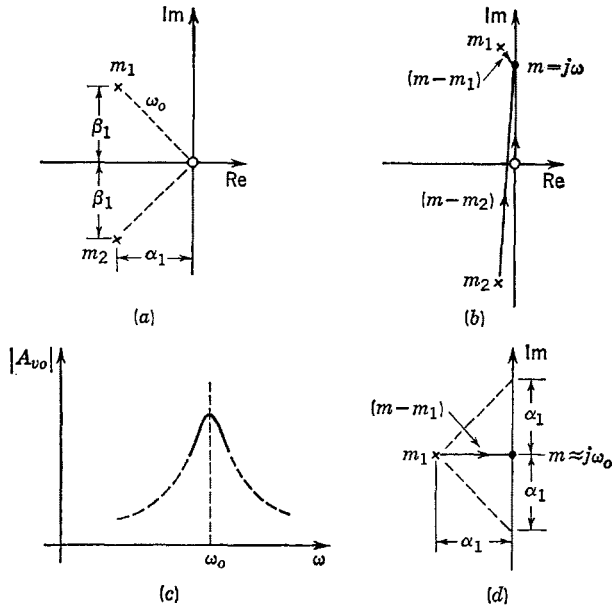 Im
m₁
ω₀
β₁
Re
β₁
m₂
α₁
(a)
Im
m₁
(m−m₁)
m=jω
Re
(m−m₂)
m₂
(b)
|Aᵥₒ|
ω₀
ω
(c)
Im
(m−m₁)
α₁
m₁
m≈jω₀
α₁
α₁
(d)